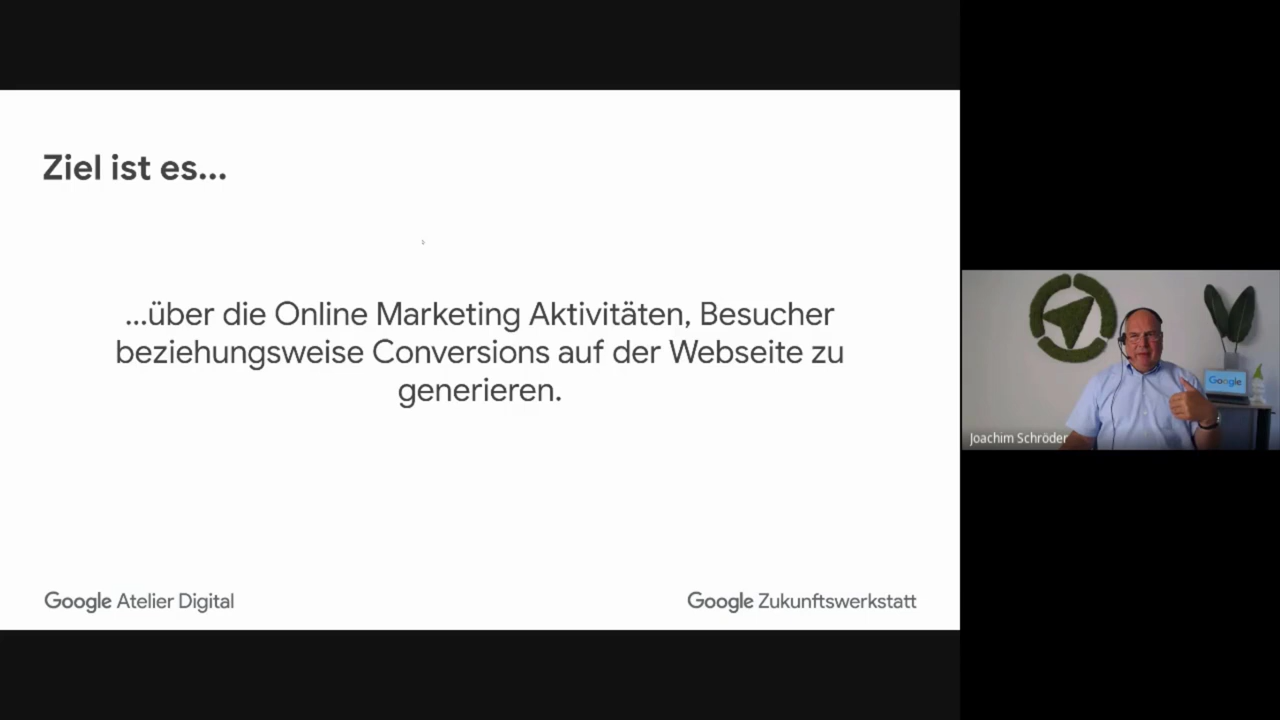 Ziel ist es...
...über die Online Marketing Aktivitäten, Besucher
beziehungsweise Conversions auf der Webseite zu
generieren.
Google Atelier Digital
Google Zukunftswerkstatt
Google
Joachim Schröder